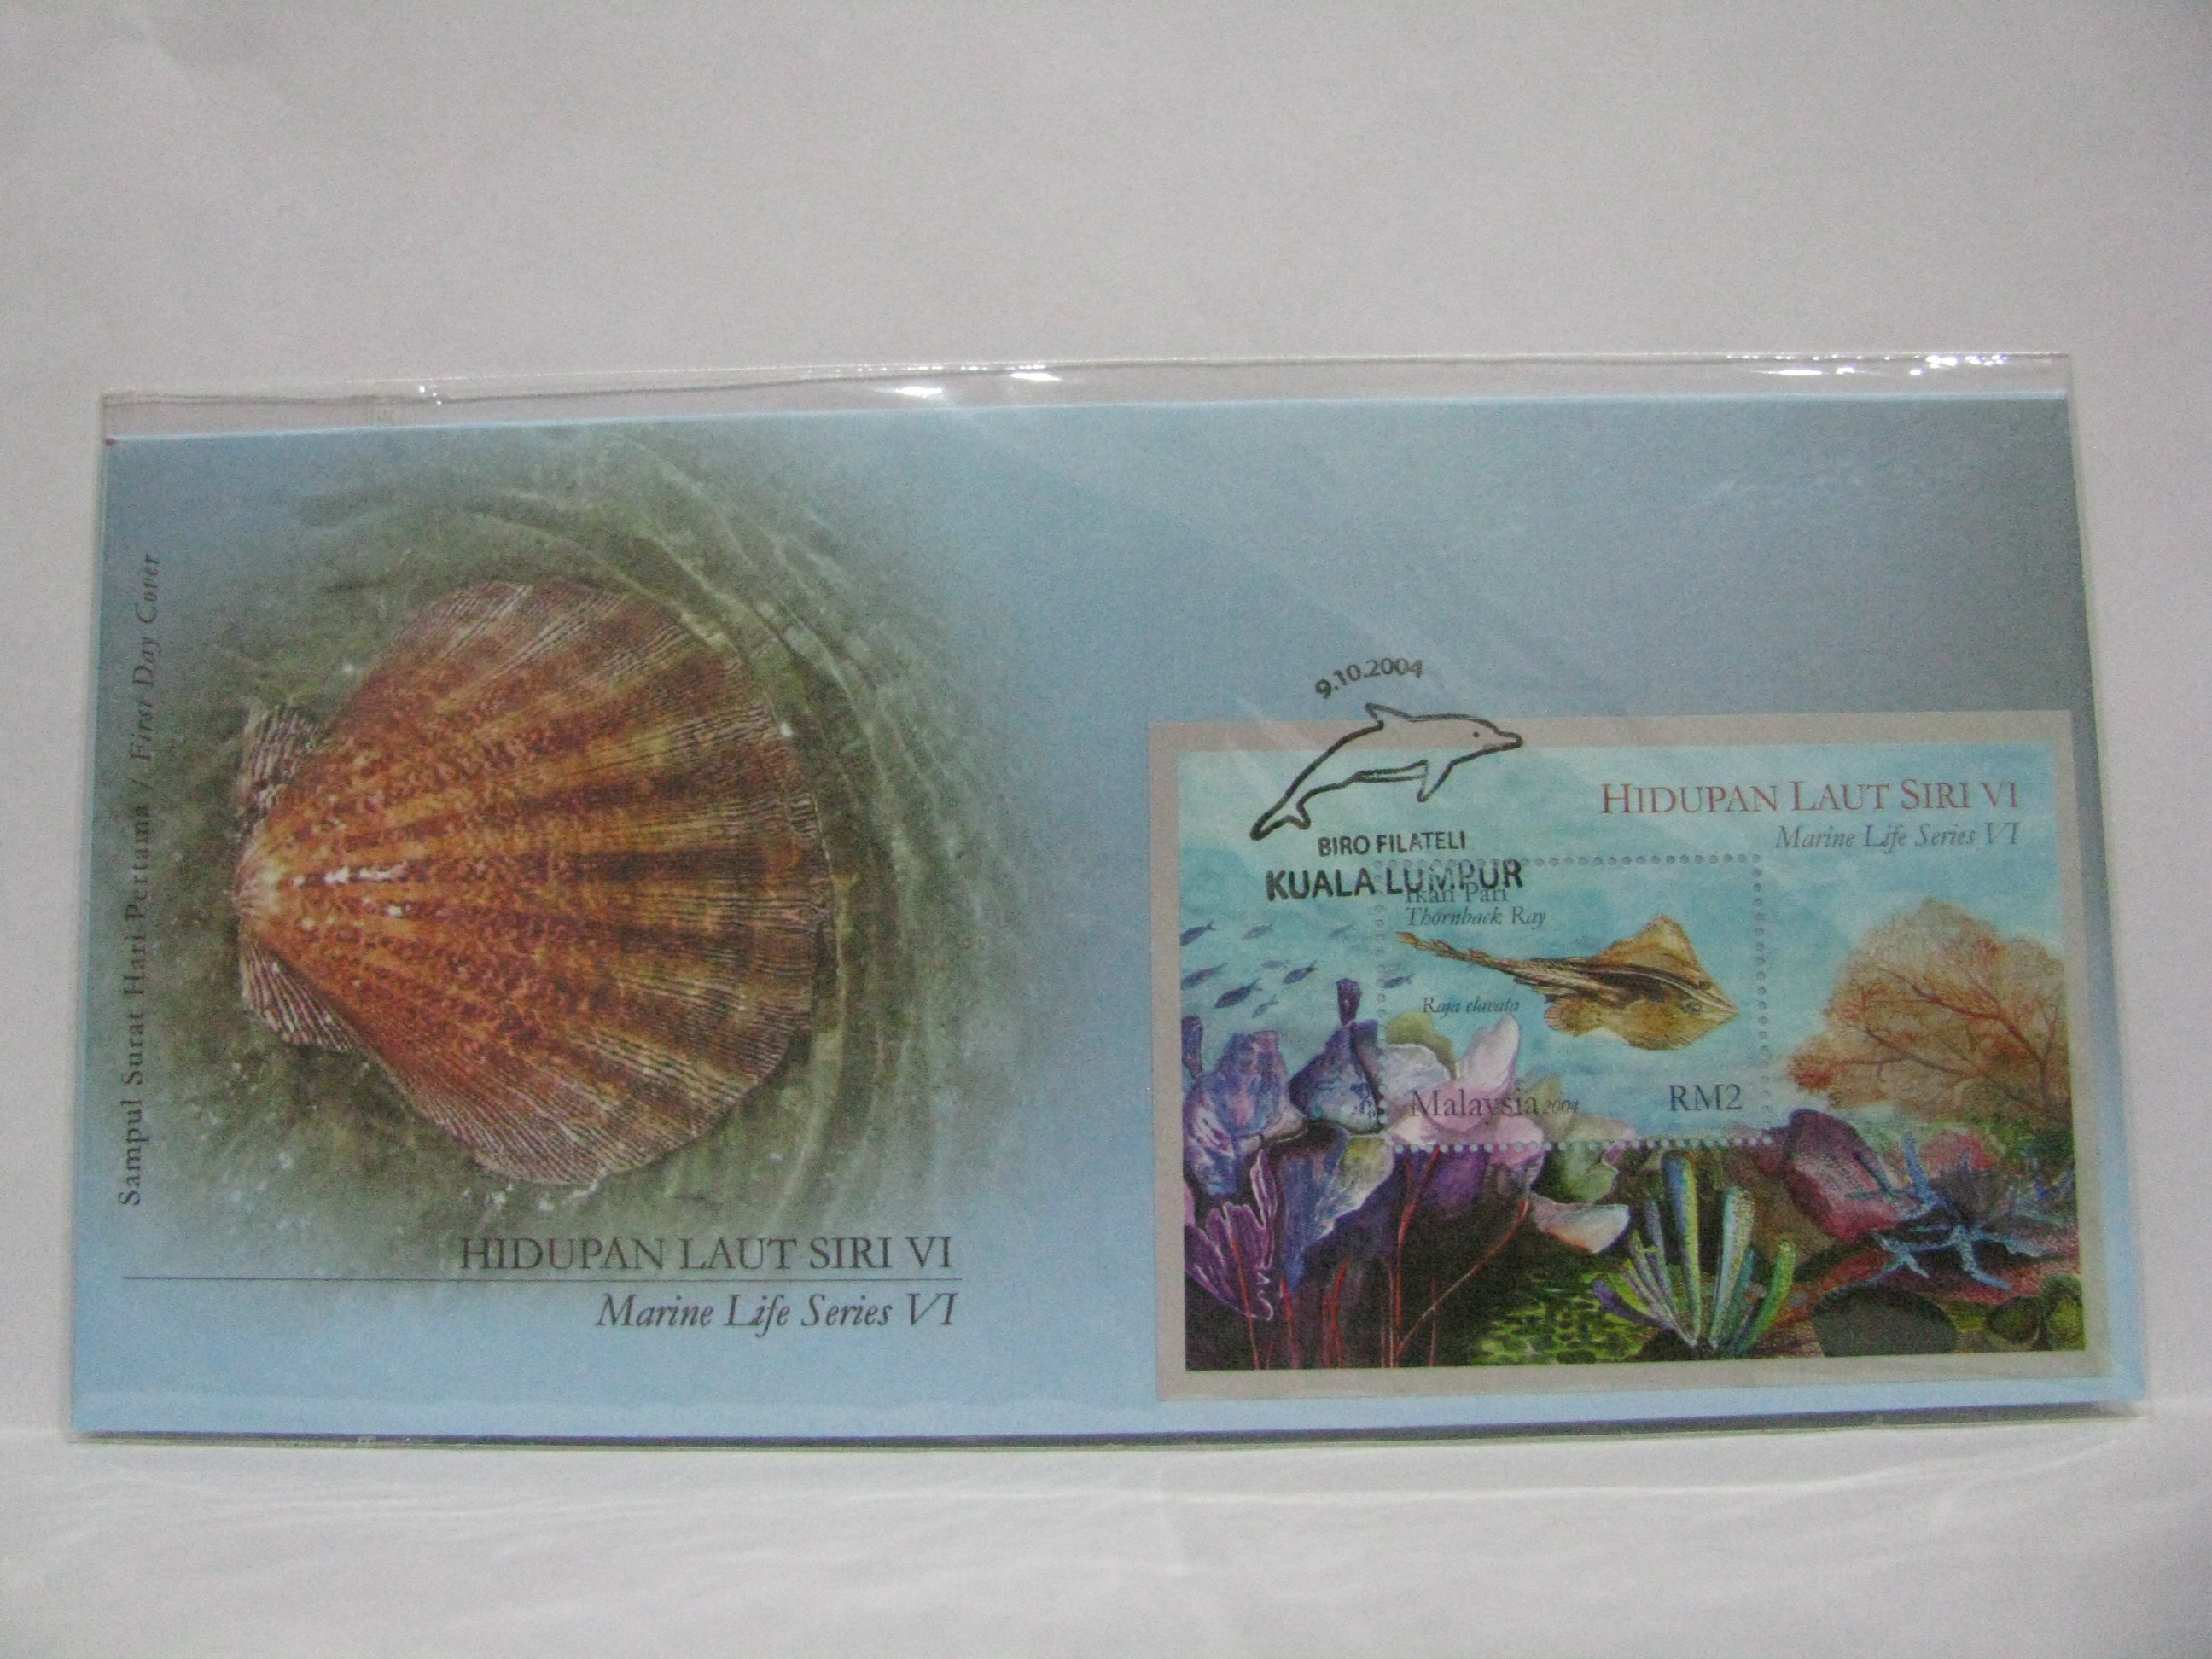 Sampul Surat Hari Pertama / First Day Cover
HIDUPAN LAUT SIRI VI
Marine Life Series VI
9.10.2004
BIRO FILATELI
KUALA LUMPUR
HIDUPAN LAUT SIRI VI
Marine Life Series VI
Ikan Pari
Thornback Ray
Raja clavata
Malaysia 2004
RM2